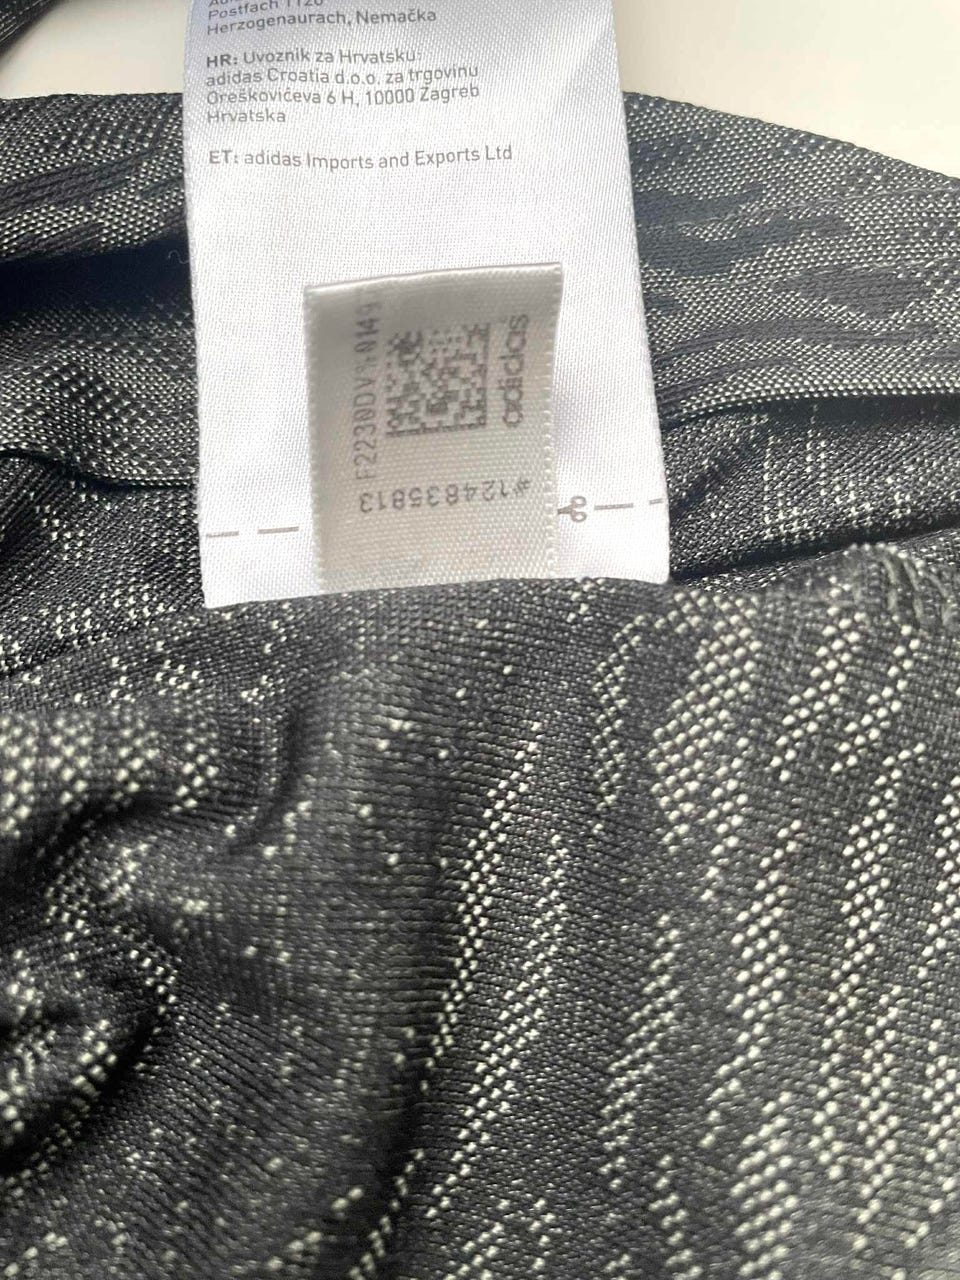 Postfach 1120
Herzogenaurach, Nemačka
HR: Uvoznik za Hrvatsku:
adidas Croatia d.o.o. za trgovinu
Oreškovićeva 6 H, 10000 Zagreb
Hrvatska
ET: adidas Imports and Exports Ltd
adidas
#124835813